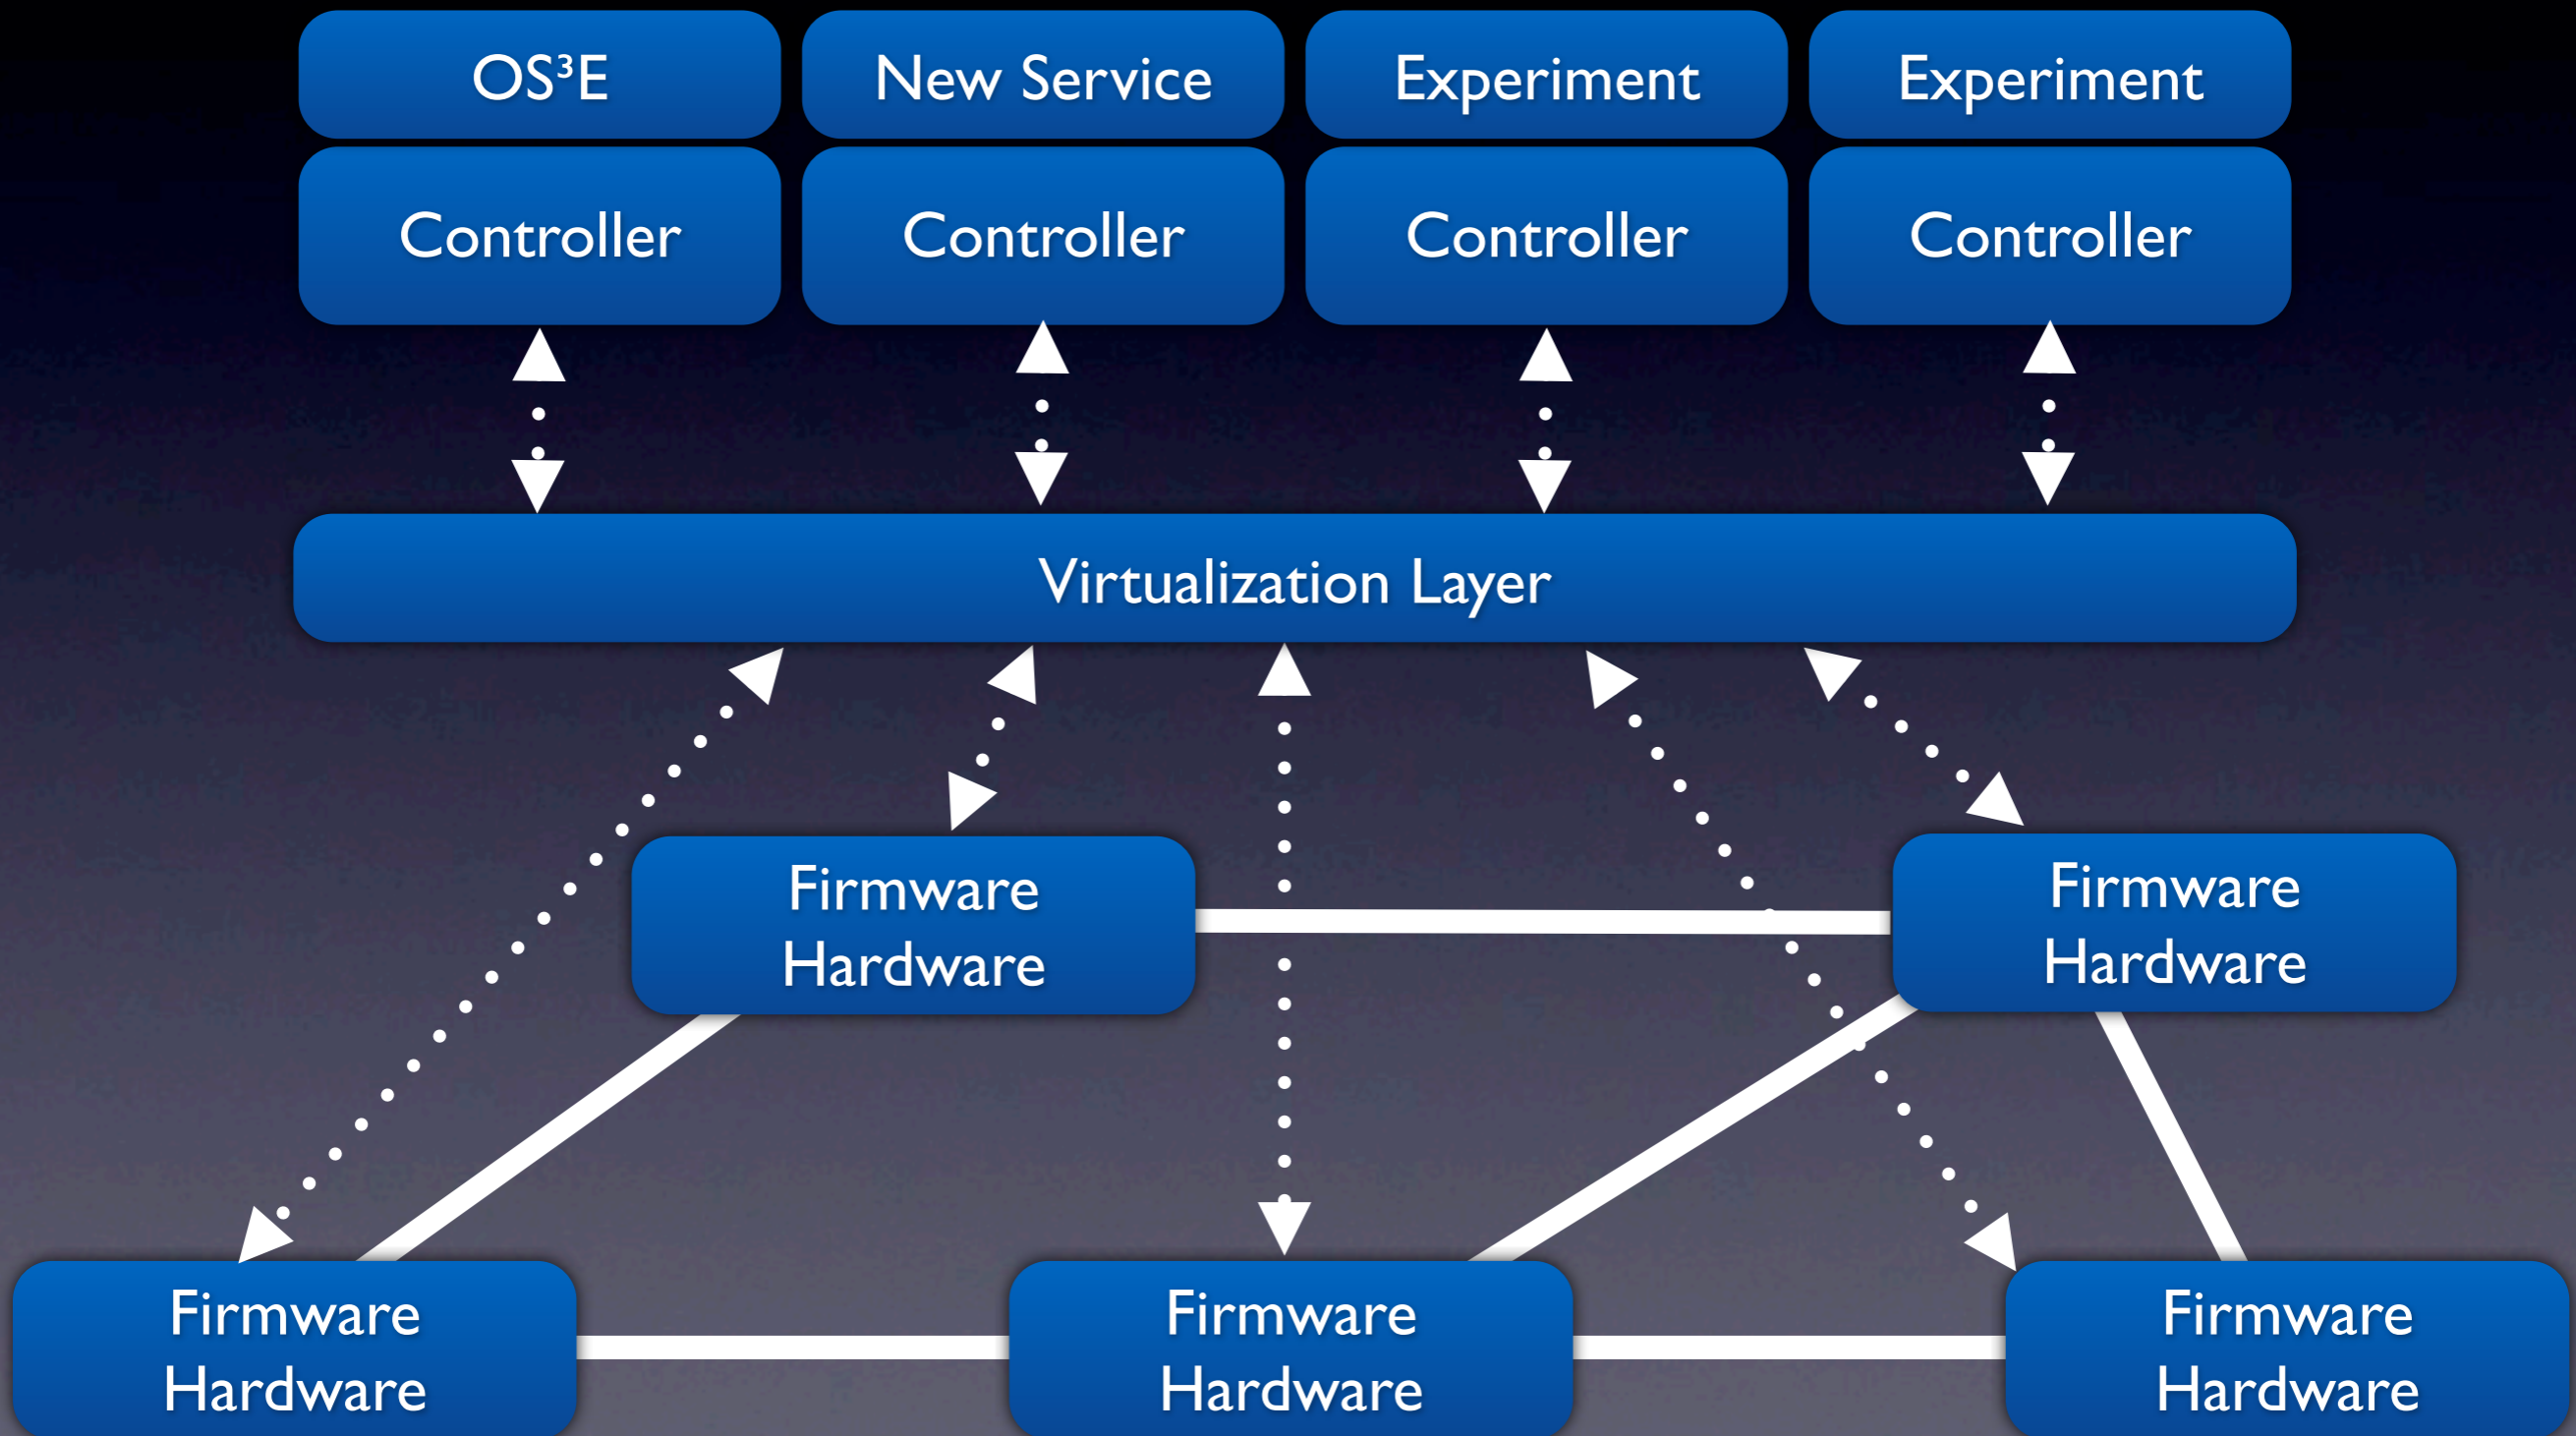 OS³E
New Service
Experiment
Experiment
Controller
Controller
Controller
Controller
Virtualization Layer
Firmware
Hardware
Firmware
Hardware
Firmware
Hardware
Firmware
Hardware
Firmware
Hardware